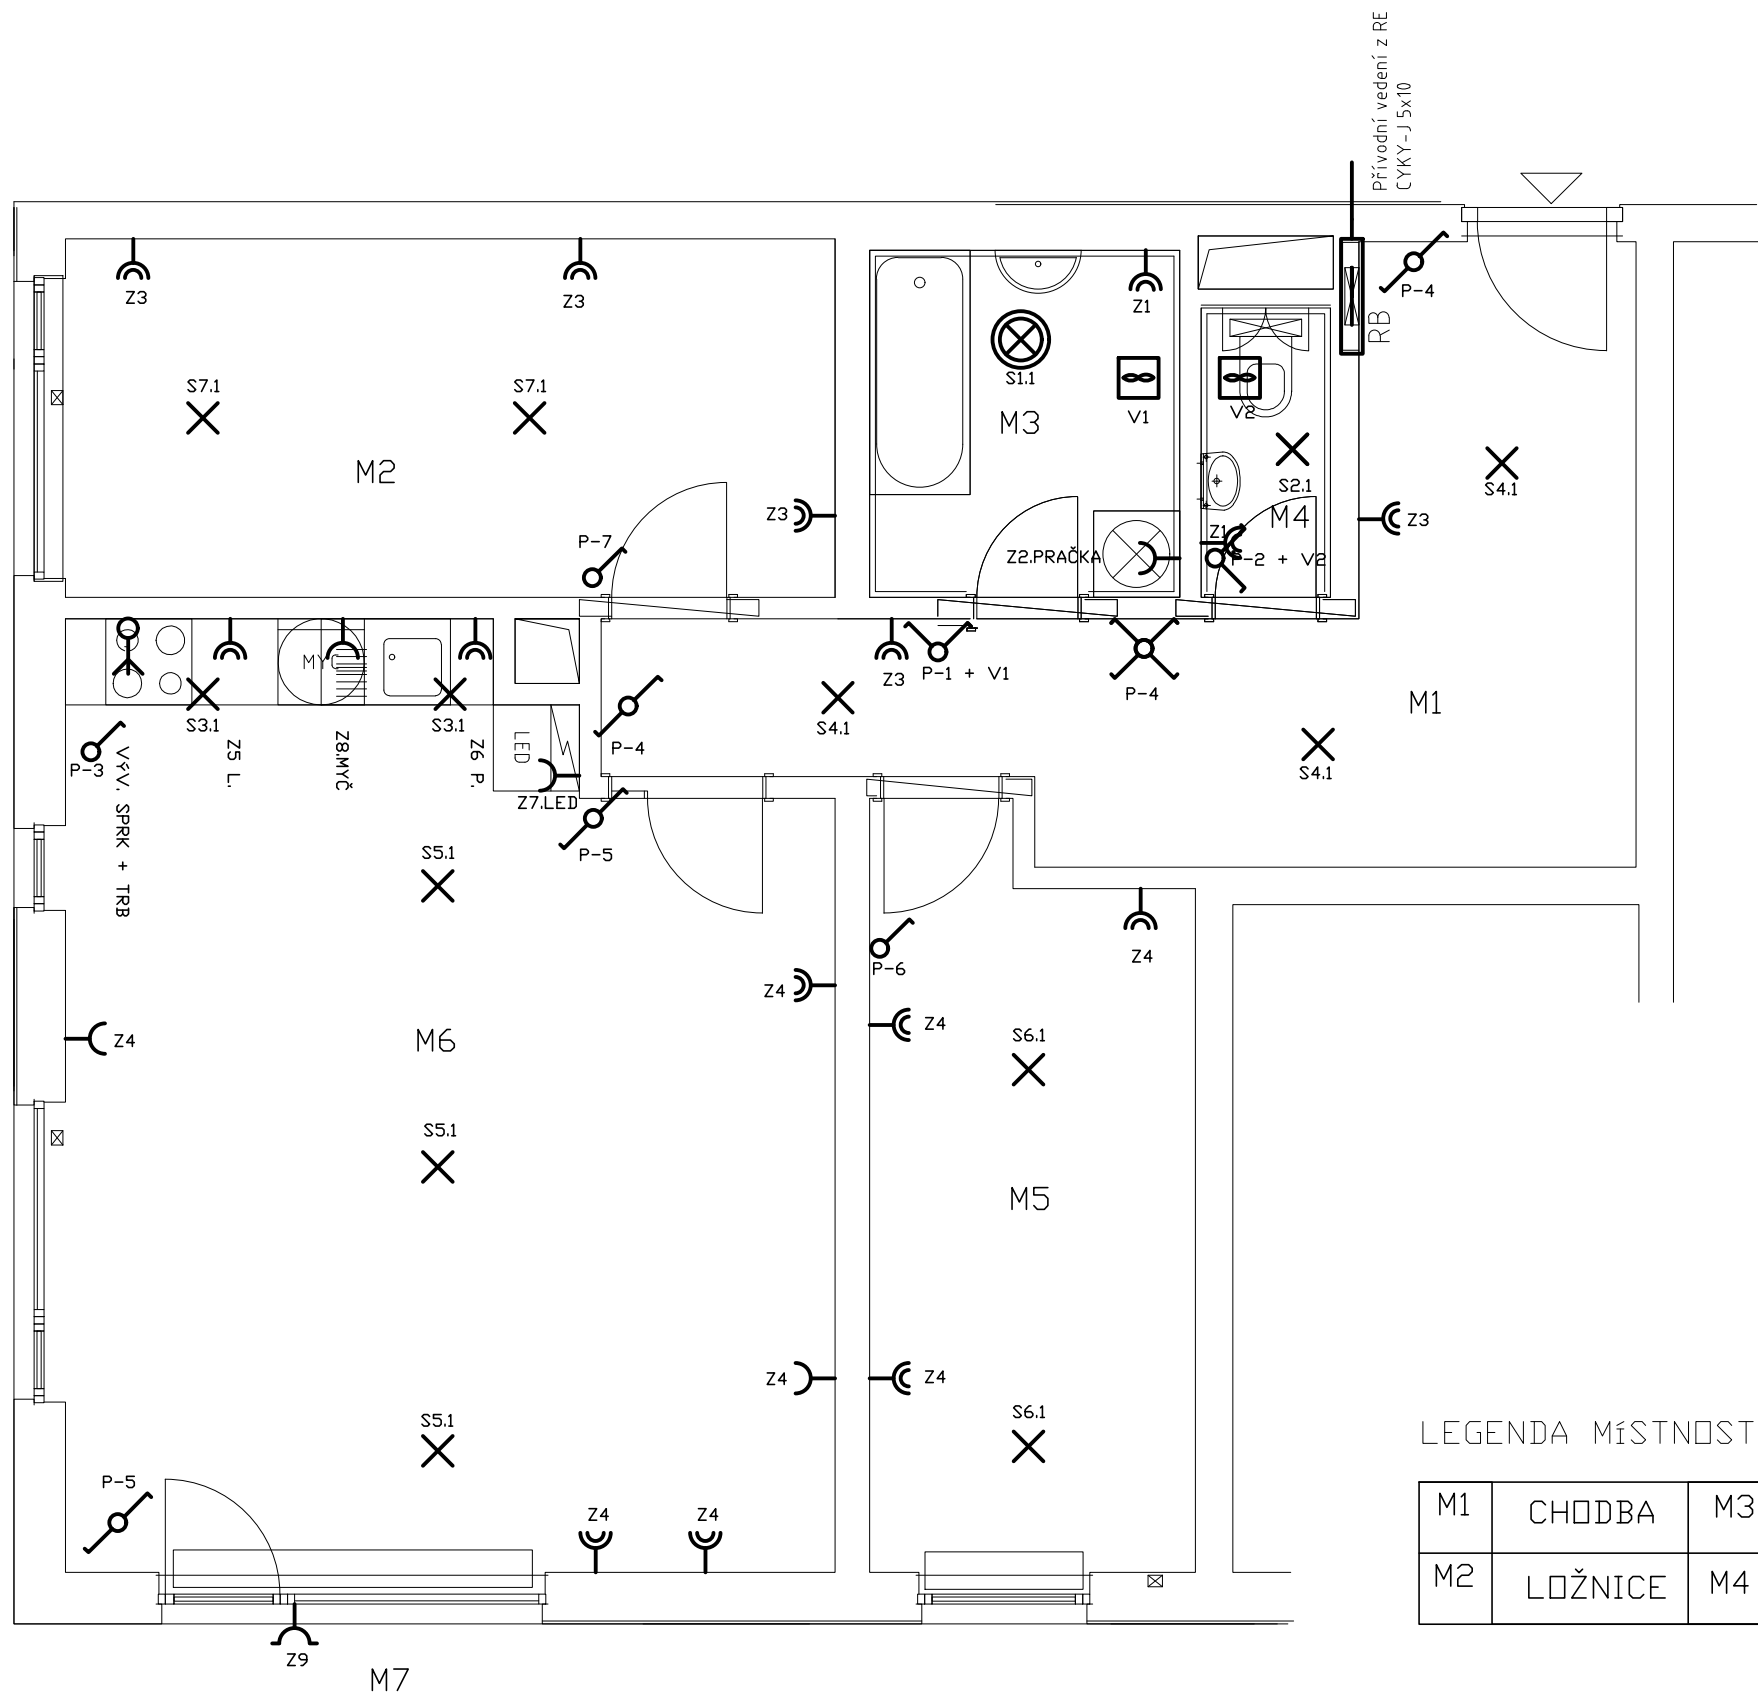 Přívodní vedení z RE
CYKY-J 5x10
Z3
Z3
Z1
P-4
RB
S7.1
S7.1
S1.1
V1
V2
M3
M2
S2.1
S4.1
M4
Z3
Z3
P-7
Z2.PRAČKA
Z1
P-2 + V2
MYČ
Z3
P-1 + V1
P-4
M1
S3.1
S3.1
S4.1
P-4
S4.1
P-3
VÝV. SPRK + TRB
Z5 L.
Z8.MYČ
Z6 P.
LED
Z7.LED
P-5
S5.1
Z4
P-6
Z4
Z4
Z4
M6
S6.1
S5.1
M5
Z4
Z4
S5.1
S6.1
P-5
Z4
Z4
Z9
M7
LEGENDA MíSTNOST
M1 CHODBA M3
M2 LOŽNICE M4